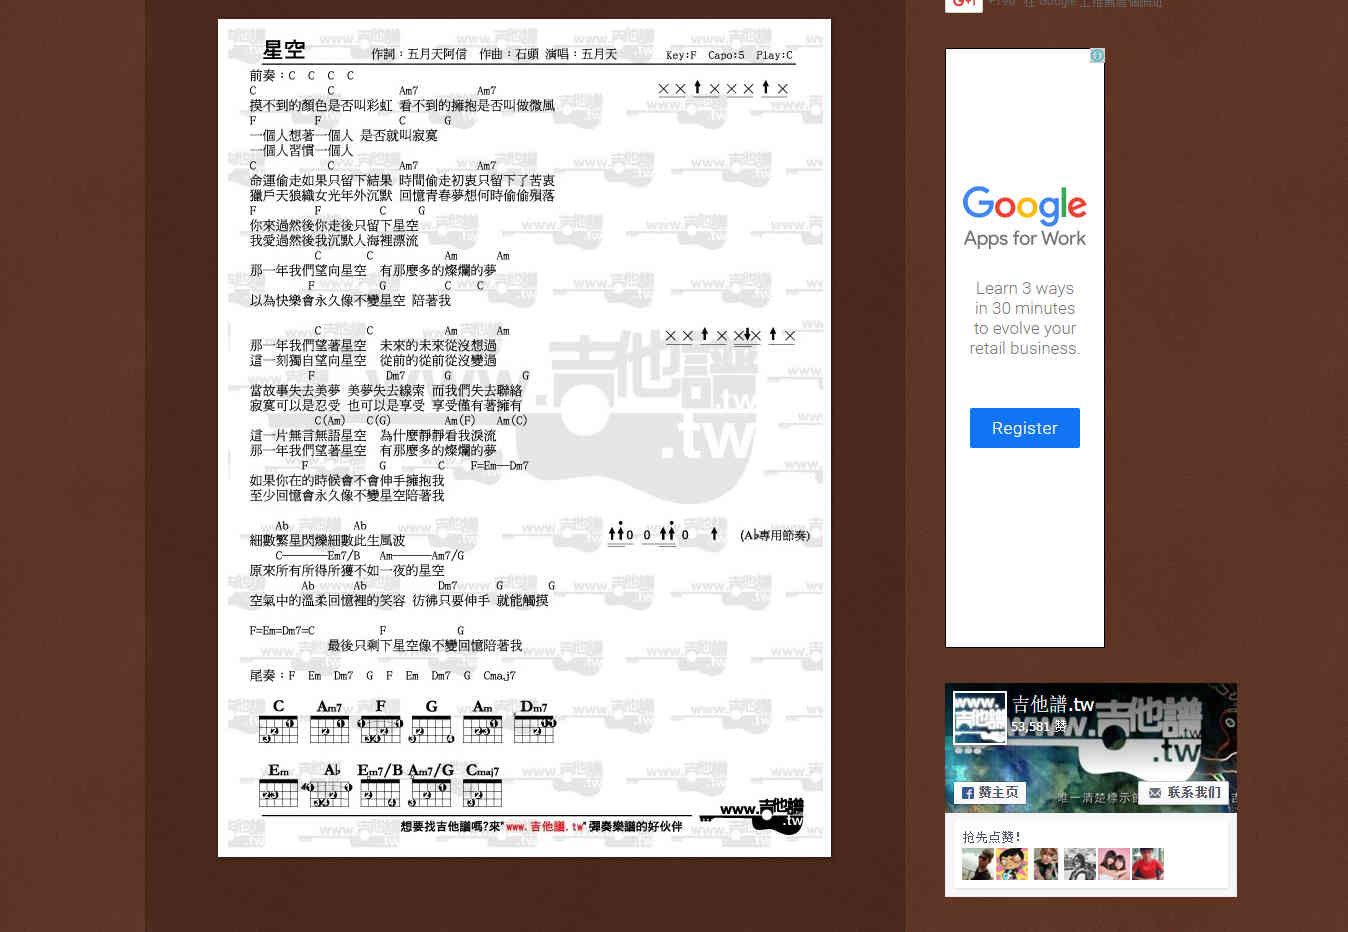 星空
作詞：五月天阿信　作曲：石頭 演唱：五月天
Key:F Capo:5 Play:C
前奏：C C C C
C C Am7 Am7
摸不到的顏色是否叫彩虹 看不到的擁抱是否叫做微風
F F C G
一個人想著一個人 是否就叫寂寞
一個人習慣一個人
C C Am7 Am7
命運偷走如果只留下結果 時間偷走初衷只留下了苦衷
獵戶天狼織女光年外沉默 回憶青春夢想何時偷偷殞落
F F C G
你來過然後你走後只留下星空
我愛過然後我沉默人海裡漂流
C C Am Am
那一年我們望向星空　有那麼多的燦爛的夢
F G C C
以為快樂會永久像不變星空 陪著我
C C Am Am
那一年我們望著星空　未來的未來從沒想過
這一刻獨自望向星空　從前的從前從沒變過
F Dm7 G G
當故事失去美夢 美夢失去線索 而我們失去聯絡
寂寞可以是忍受 也可以是享受 享受僅有著擁有
C(Am) C(G) Am(F) Am(C)
這一片無言無語星空　為什麼靜靜看我淚流
那一年我們望著星空　有那麼多的燦爛的夢
F G C F=Em——Dm7
如果你在的時候會不會伸手擁抱我
至少回憶會永久像不變星空陪著我
Ab Ab
細數繁星閃爍細數此生風波
(A♭專用節奏)
C———————Em7/B Am——————Am7/G
原來所有所得所獲不如一夜的星空
Ab Ab Dm7 G G
空氣中的溫柔回憶裡的笑容 彷彿只要伸手 就能觸摸
F=Em=Dm7=C F G
最後只剩下星空像不變回憶陪著我
尾奏：F Em Dm7 G F Em Dm7 G Cmaj7
C Am7 F G Am Dm7
Em A♭ Em7/B Am7/G Cmaj7
想要找吉他譜嗎?來"www.吉他譜.tw"彈奏樂譜的好伙伴
www.吉他譜.tw
Google
Apps for Work
Learn 3 ways
in 30 minutes
to evolve your
retail business.
Register
吉他譜.tw
53,581 赞
赞主页
联系我们
抢先点赞！